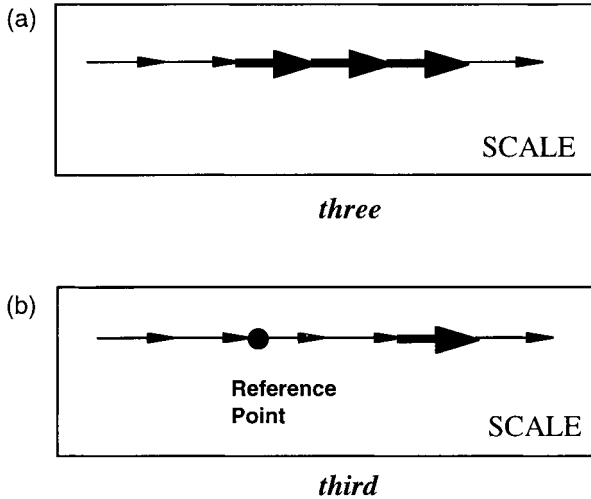 (a)
SCALE
three
(b)
Reference
Point
SCALE
third